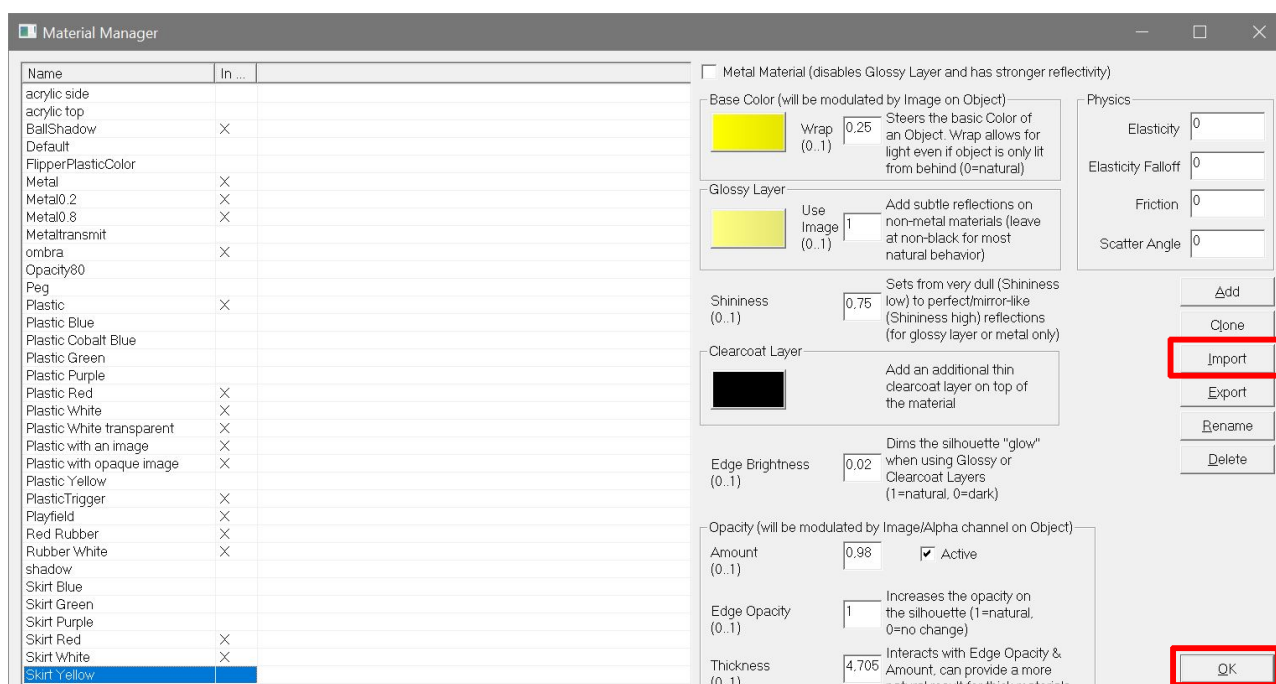 Material Manager
Name In ...
acrylic side
acrylic top
BallShadow X
Default
FlipperPlasticColor
Metal X
Metal0.2 X
Metal0.8 X
Metaltransmit
ombra X
Opacity80
Peg
Plastic X
Plastic Blue
Plastic Cobalt Blue
Plastic Green
Plastic Purple
Plastic Red X
Plastic White X
Plastic White transparent X
Plastic with an image X
Plastic with opaque image X
Plastic Yellow
PlasticTrigger X
Playfield X
Red Rubber X
Rubber White X
shadow
Skirt Blue
Skirt Green
Skirt Purple
Skirt Red X
Skirt White X
Skirt Yellow
Metal Material (disables Glossy Layer and has stronger reflectivity)
Base Color (will be modulated by Image on Object)
Wrap
(0..1)
0,25
Steers the basic Color of
an Object. Wrap allows for
light even if object is only lit
from behind (0=natural)
Glossy Layer
Use
Image
(0..1)
1
Add subtle reflections on
non-metal materials (leave
at non-black for most
natural behavior)
Shininess
(0..1)
0,75
Sets from very dull (Shininess
low) to perfect/mirror-like
(Shininess high) reflections
(for glossy layer or metal only)
Clearcoat Layer
Add an additional thin
clearcoat layer on top of
the material
Edge Brightness
(0..1)
0,02
Dims the silhouette "glow"
when using Glossy or
Clearcoat Layers
(1=natural, 0=dark)
Opacity (will be modulated by Image/Alpha channel on Object)
Amount
(0..1)
0,98
Active
Edge Opacity
(0..1)
1
Increases the opacity on
the silhouette (1=natural,
0=no change)
Thickness
(0..1)
4,705
Interacts with Edge Opacity &
Amount, can provide a more
Physics
Elasticity 0
Elasticity Falloff 0
Friction 0
Scatter Angle 0
Add
Clone
Import
Export
Rename
Delete
OK